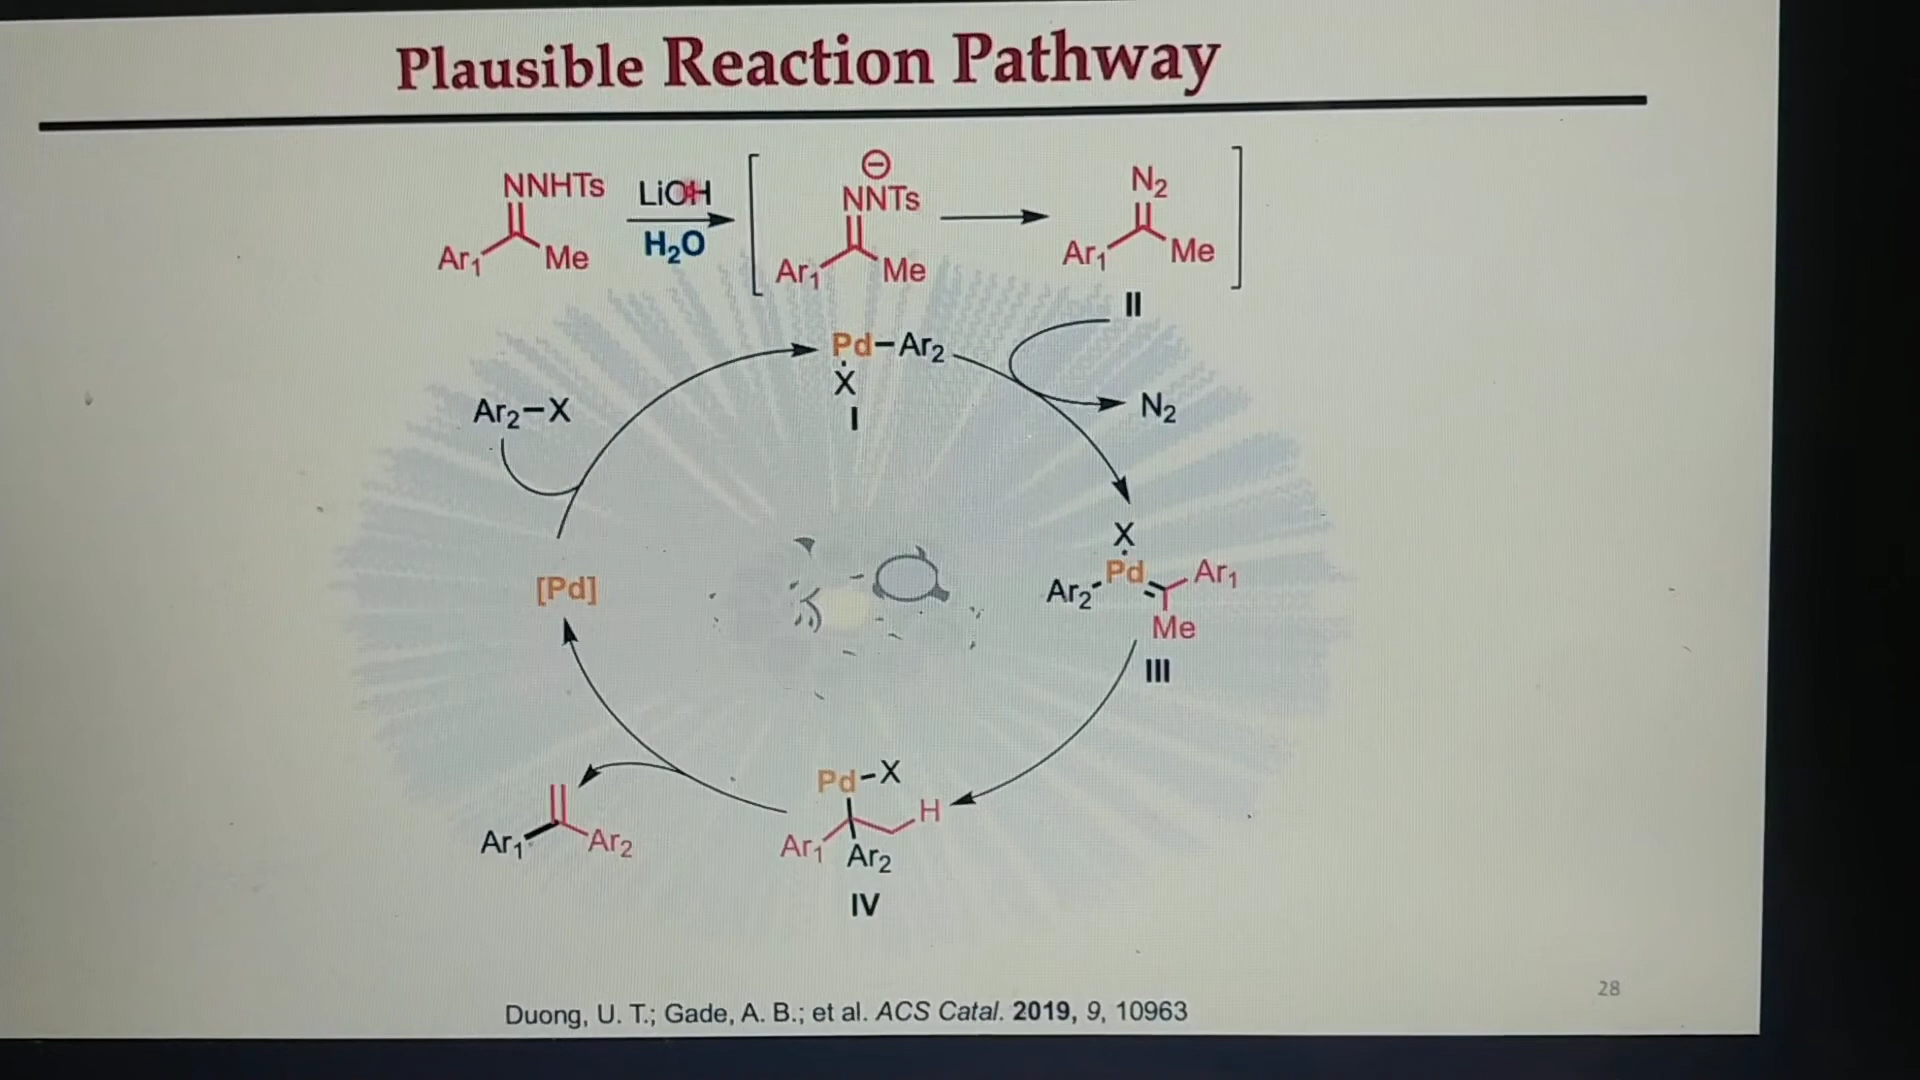 Plausible Reaction Pathway
NNHTs
Ar1
Me
LiOH
H2O
⊖
NNTs
Ar1
Me
N2
Ar1
Me
II
Pd–Ar2
X
I
Ar2–X
N2
[Pd]
X
Ar2
Pd
Ar1
Me
III
Pd–X
H
Ar1
Ar2
IV
Ar1
Ar2
28
Duong, U. T.; Gade, A. B.; et al. ACS Catal. 2019, 9, 10963